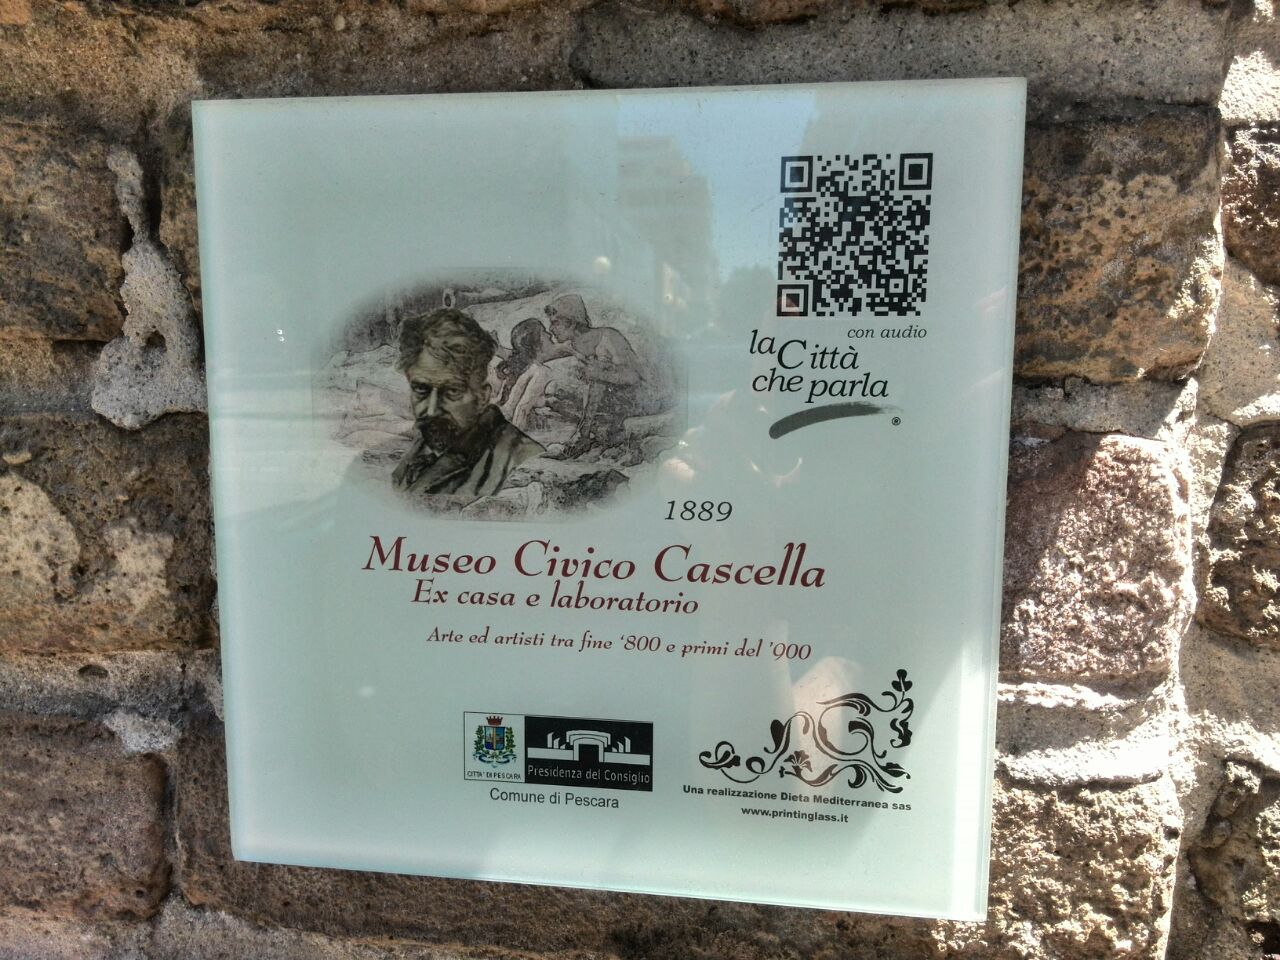 con audio
la Città
che parla
®
1889
Museo Civico Cascella
Ex casa e laboratorio
Arte ed artisti tra fine ‘800 e primi del ’900
CITTA' DI PESCARA
Presidenza del Consiglio
Comune di Pescara
Una realizzazione Dieta Mediterranea sas
www.printinglass.it